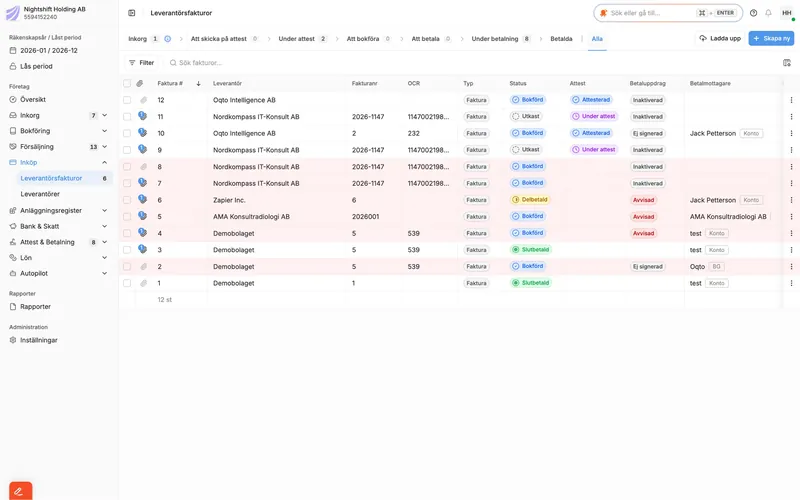 Nightshift Holding AB
5594152240
Leverantörsfakturor
Sök eller gå till...
⌘ + ENTER
HH
Räkenskapsår / Låst period
2026-01 / 2026-12
Lås period
Inkorg 1
Att skicka på attest 0
Under attest 2
Att bokföra 0
Att betala 0
Under betalning 8
Betalda
Alla
Ladda upp
+ Skapa ny
Filter
Sök fakturor...
Företag
Översikt
Inkorg 7
Bokföring
Försäljning 13
Inköp
Leverantörsfakturor 6
Leverantörer
Anläggningsregister
Bank & Skatt
Attest & Betalning 8
Lön
Autopilot
Rapporter
Rapporter
Administration
Inställningar
Faktura # ↓ Leverantör Fakturanr OCR Typ Status Attest Betaluppdrag Betalmottagare
12 Oqto Intelligence AB Faktura Bokförd Attesterad Inaktiverad
11 Nordkompass IT-Konsult AB 2026-1147 1147002198... Faktura Utkast Under attest Inaktiverad
10 Oqto Intelligence AB 2 232 Faktura Bokförd Attesterad Ej signerad Jack Petterson Konto
9 Nordkompass IT-Konsult AB 2026-1147 1147002198... Faktura Utkast Under attest Inaktiverad
8 Nordkompass IT-Konsult AB 2026-1147 1147002198... Faktura Bokförd Inaktiverad
7 Nordkompass IT-Konsult AB 2026-1147 1147002198... Faktura Bokförd Inaktiverad
6 Zapier Inc. 6 Faktura Delbetald Avvisad Jack Petterson Konto
5 AMA Konsultradiologi AB 2026001 Faktura Bokförd Avvisad AMA Konsultradiologi AB
4 Demobolaget 5 539 Faktura Bokförd Avvisad test Konto
3 Demobolaget 5 539 Faktura Slutbetald test Konto
2 Demobolaget 5 539 Faktura Bokförd Ej signerad Oqto BG
1 Demobolaget 1 Faktura Slutbetald test Konto
12 st